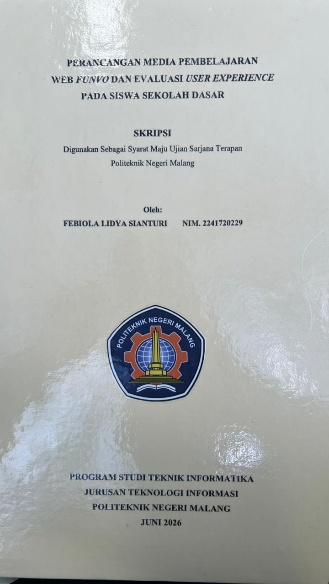 PERANCANGAN MEDIA PEMBELAJARAN
WEB FUNVO DAN EVALUASI USER EXPERIENCE
PADA SISWA SEKOLAH DASAR
SKRIPSI
Digunakan Sebagai Syarat Maju Ujian Sarjana Terapan
Politeknik Negeri Malang
Oleh:
FEBIOLA LIDYA SIANTURI NIM. 2241720229
POLITEKNIK NEGERI MALANG
PROGRAM STUDI TEKNIK INFORMATIKA
JURUSAN TEKNOLOGI INFORMASI
POLITEKNIK NEGERI MALANG
JUNI 2026